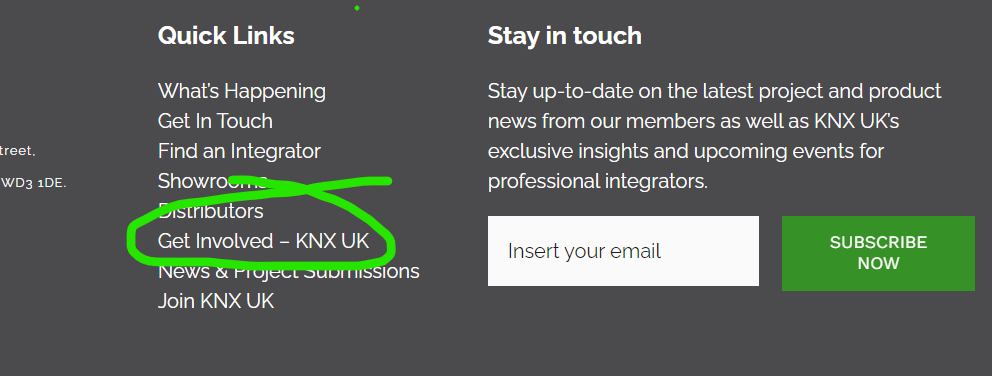 treet,
WD3 1DE.
Quick Links
What's Happening
Get In Touch
Find an Integrator
Showrooms
Distributors
Get Involved – KNX UK
News & Project Submissions
Join KNX UK
Stay in touch
Stay up-to-date on the latest project and product
news from our members as well as KNX UK's
exclusive insights and upcoming events for
professional integrators.
Insert your email
SUBSCRIBE
NOW